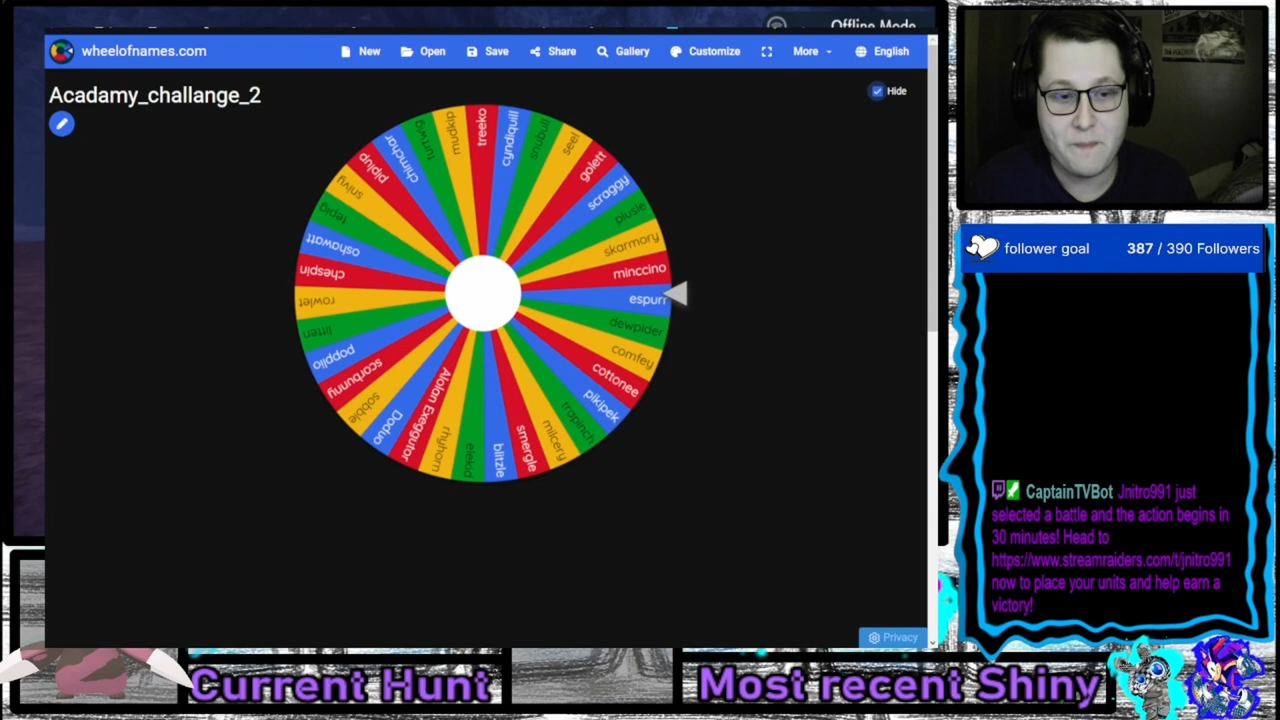 Offline Mode
wheelofnames.com
New
Open
Save
Share
Gallery
Customize
More
English
Acadamy_challange_2
Hide
treeko
cyndiquill
snubull
seel
golett
scraggy
plusle
skarmory
minccino
espurr
dewpider
comfey
cottonee
pikipek
trapinch
milcery
smergle
blitzle
elekid
rhyhorn
Alolan Exeggutor
Doduo
sobble
scorbunny
popplio
litten
rowlet
chespin
oshawatt
tepig
snivy
piplup
chimchar
turtwig
mudkip
Privacy
follower goal
387 / 390 Followers
CaptainTVBot Jnitro991 just
selected a battle and the action begins in
30 minutes! Head to
https://www.streamraiders.com/t/jnitro991
now to place your units and help earn a
victory!
Current Hunt
Most recent Shiny